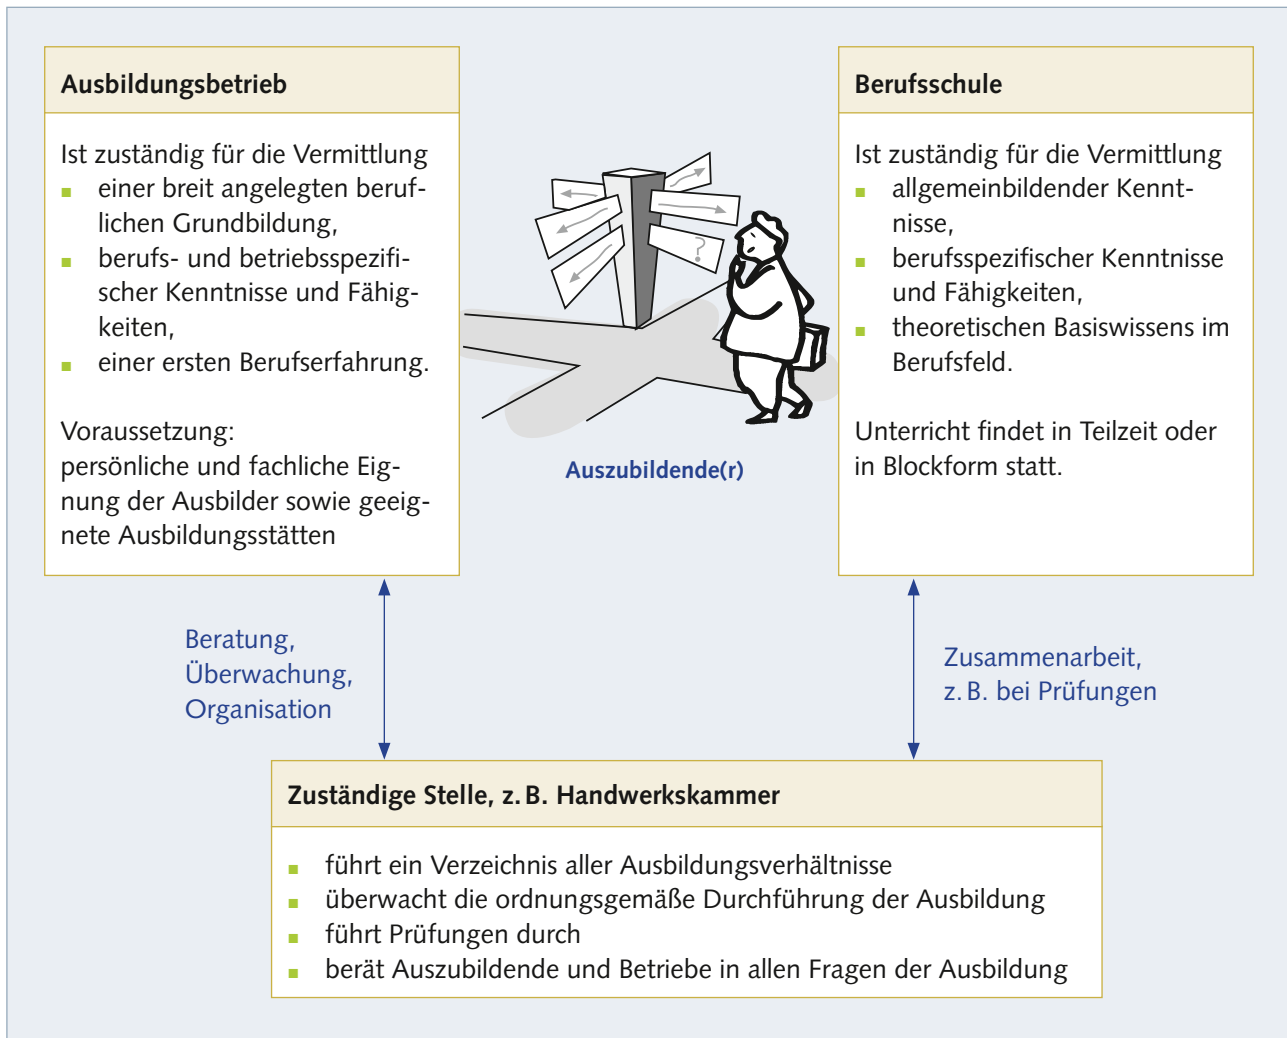 Ausbildungsbetrieb
Ist zuständig für die Vermittlung
▪ einer breit angelegten beruf-
lichen Grundbildung,
▪ berufs- und betriebsspezifi-
scher Kenntnisse und Fähig-
keiten,
▪ einer ersten Berufserfahrung.
Voraussetzung:
persönliche und fachliche Eig-
nung der Ausbilder sowie geeig-
nete Ausbildungsstätten
?
Auszubildende(r)
Berufsschule
Ist zuständig für die Vermittlung
▪ allgemeinbildender Kennt-
nisse,
▪ berufsspezifischer Kenntnisse
und Fähigkeiten,
▪ theoretischen Basiswissens im
Berufsfeld.
Unterricht findet in Teilzeit oder
in Blockform statt.
Beratung,
Überwachung,
Organisation
Zusammenarbeit,
z. B. bei Prüfungen
Zuständige Stelle, z. B. Handwerkskammer
▪ führt ein Verzeichnis aller Ausbildungsverhältnisse
▪ überwacht die ordnungsgemäße Durchführung der Ausbildung
▪ führt Prüfungen durch
▪ berät Auszubildende und Betriebe in allen Fragen der Ausbildung